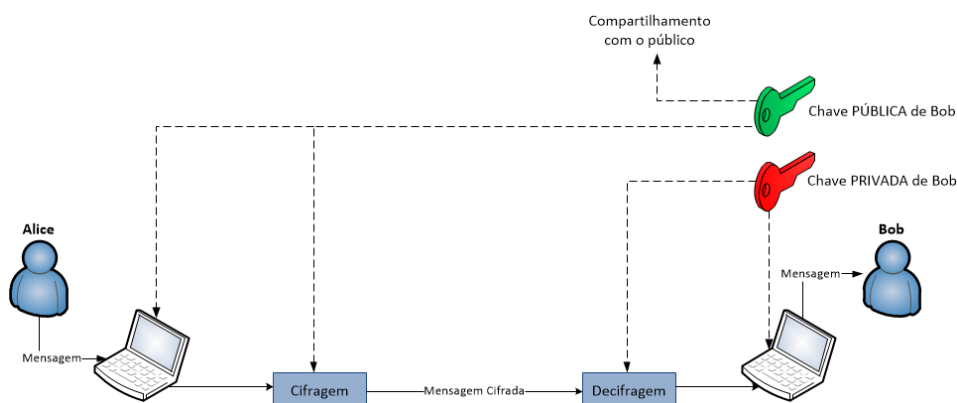 Compartilhamento
com o público
Chave PÚBLICA de Bob
Chave PRIVADA de Bob
Alice
Bob
Mensagem
Mensagem
Cifragem
Mensagem Cifrada
Decifragem